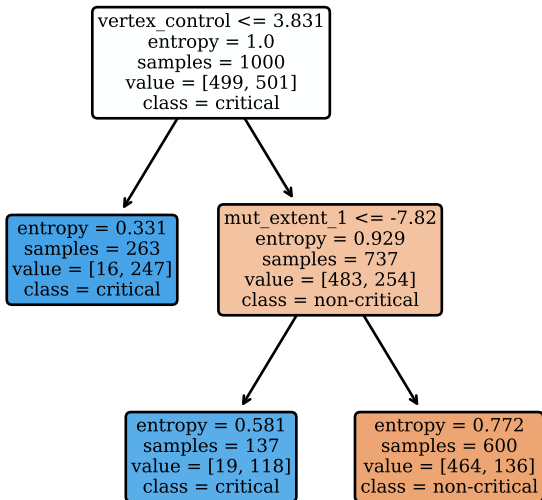 vertex_control <= 3.831
entropy = 1.0
samples = 1000
value = [499, 501]
class = critical
entropy = 0.331
samples = 263
value = [16, 247]
class = critical
mut_extent_1 <= -7.82
entropy = 0.929
samples = 737
value = [483, 254]
class = non-critical
entropy = 0.581
samples = 137
value = [19, 118]
class = critical
entropy = 0.772
samples = 600
value = [464, 136]
class = non-critical